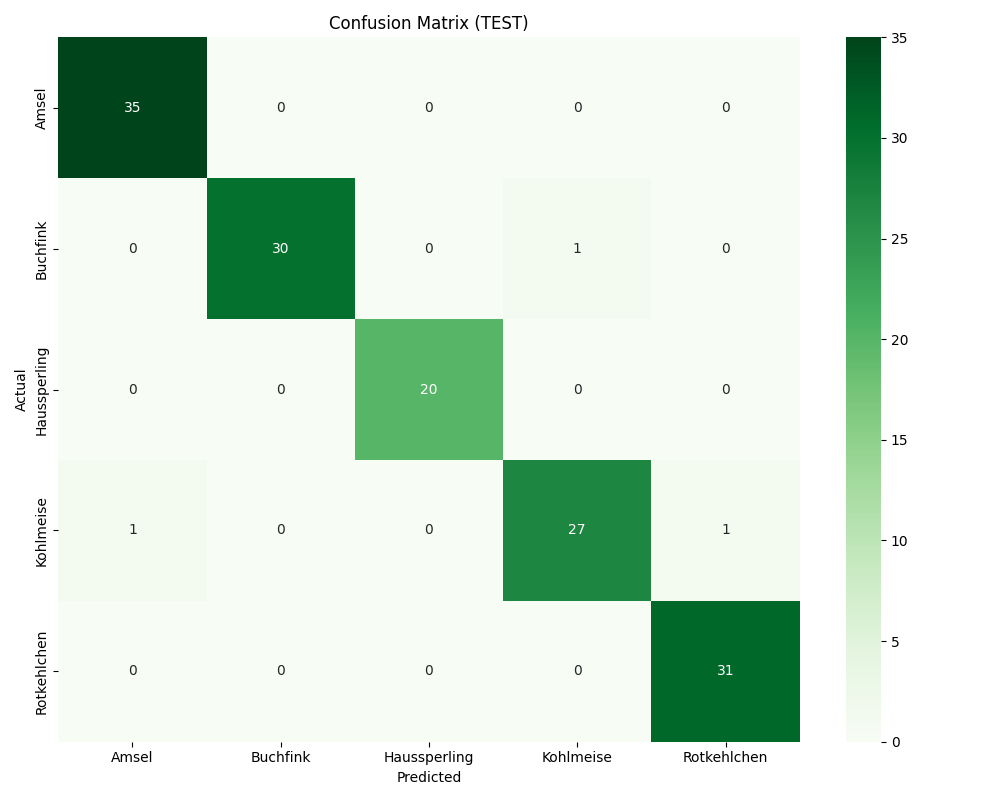 Confusion Matrix (TEST)
Actual
Amsel
35 0 0 0 0
Buchfink
0 30 0 1 0
Haussperling
0 0 20 0 0
Kohlmeise
1 0 0 27 1
Rotkehlchen
0 0 0 0 31
Amsel Buchfink Haussperling Kohlmeise Rotkehlchen
Predicted
35
30
25
20
15
10
5
0